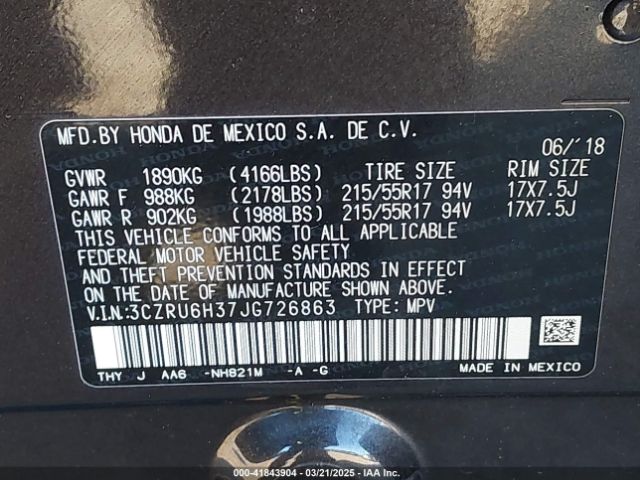 MFD.BY HONDA DE MEXICO S.A. DE C.V.
06/'18
GVWR 1890KG (4166LBS) TIRE SIZE RIM SIZE
GAWR F 988KG (2178LBS) 215/55R17 94V 17X7.5J
GAWR R 902KG (1988LBS) 215/55R17 94V 17X7.5J
THIS VEHICLE CONFORMS TO ALL APPLICABLE
FEDERAL MOTOR VEHICLE SAFETY
AND THEFT PREVENTION STANDARDS IN EFFECT
ON THE DATE OF MANUFACTURE SHOWN ABOVE.
V.I.N.:3CZRU6H37JG726863 TYPE: MPV
THY J AA6 -NH821M -A -G MADE IN MEXICO
000-41843904 - 03/21/2025 - IAA Inc.